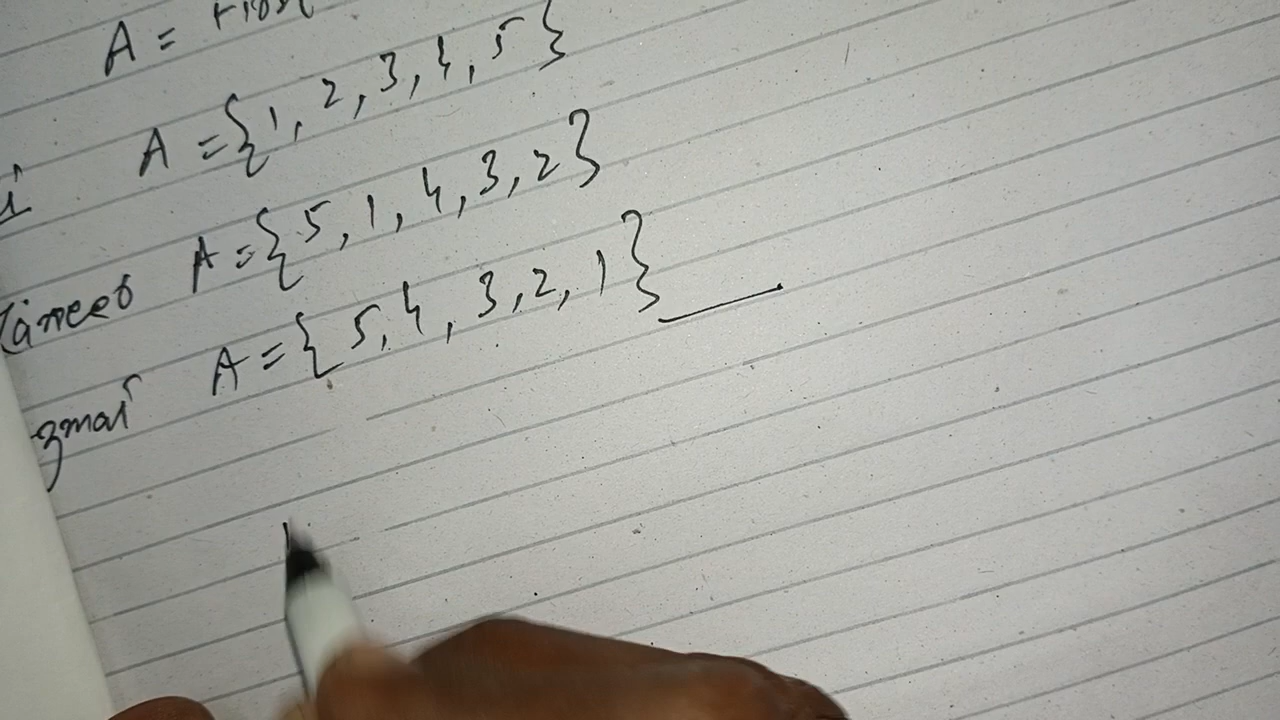 A =
A = {1, 2, 3, 4, 5}
A = {5, 1, 4, 3, 2}
A = {5, 4, 3, 2, 1}